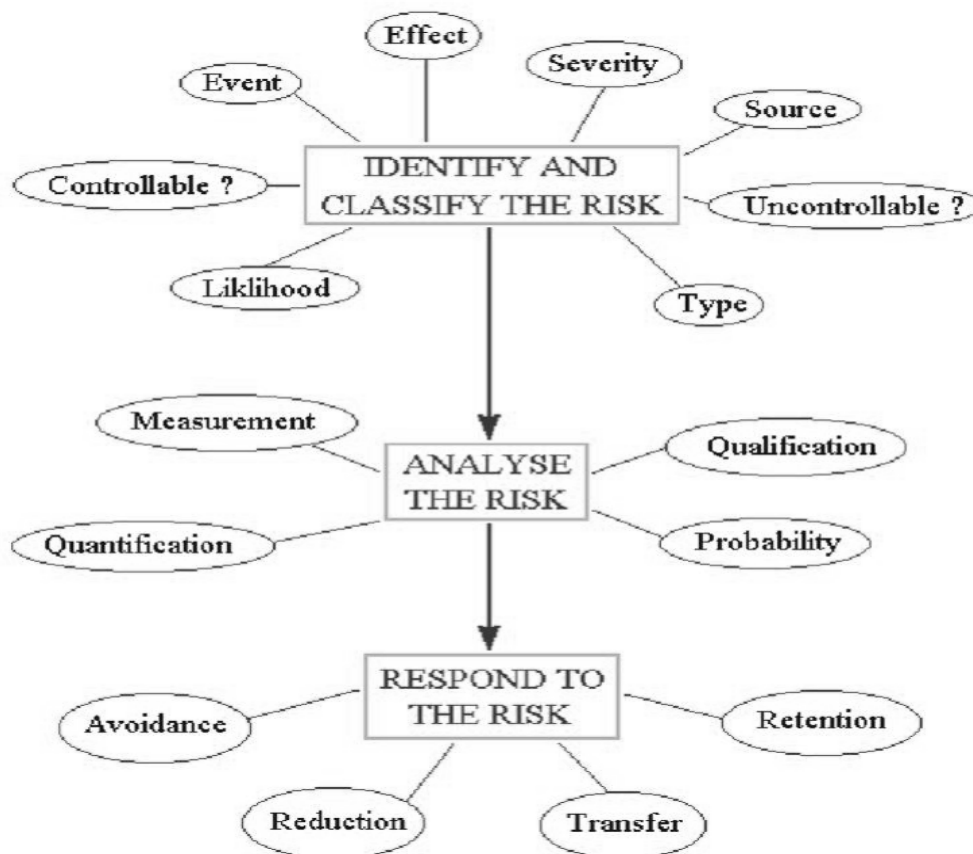 Effect
Severity
Event
Source
IDENTIFY AND
CLASSIFY THE RISK
Controllable ?
Uncontrollable ?
Liklihood
Type
Measurement
Qualification
ANALYSE
THE RISK
Quantification
Probability
RESPOND TO
THE RISK
Avoidance
Retention
Reduction
Transfer